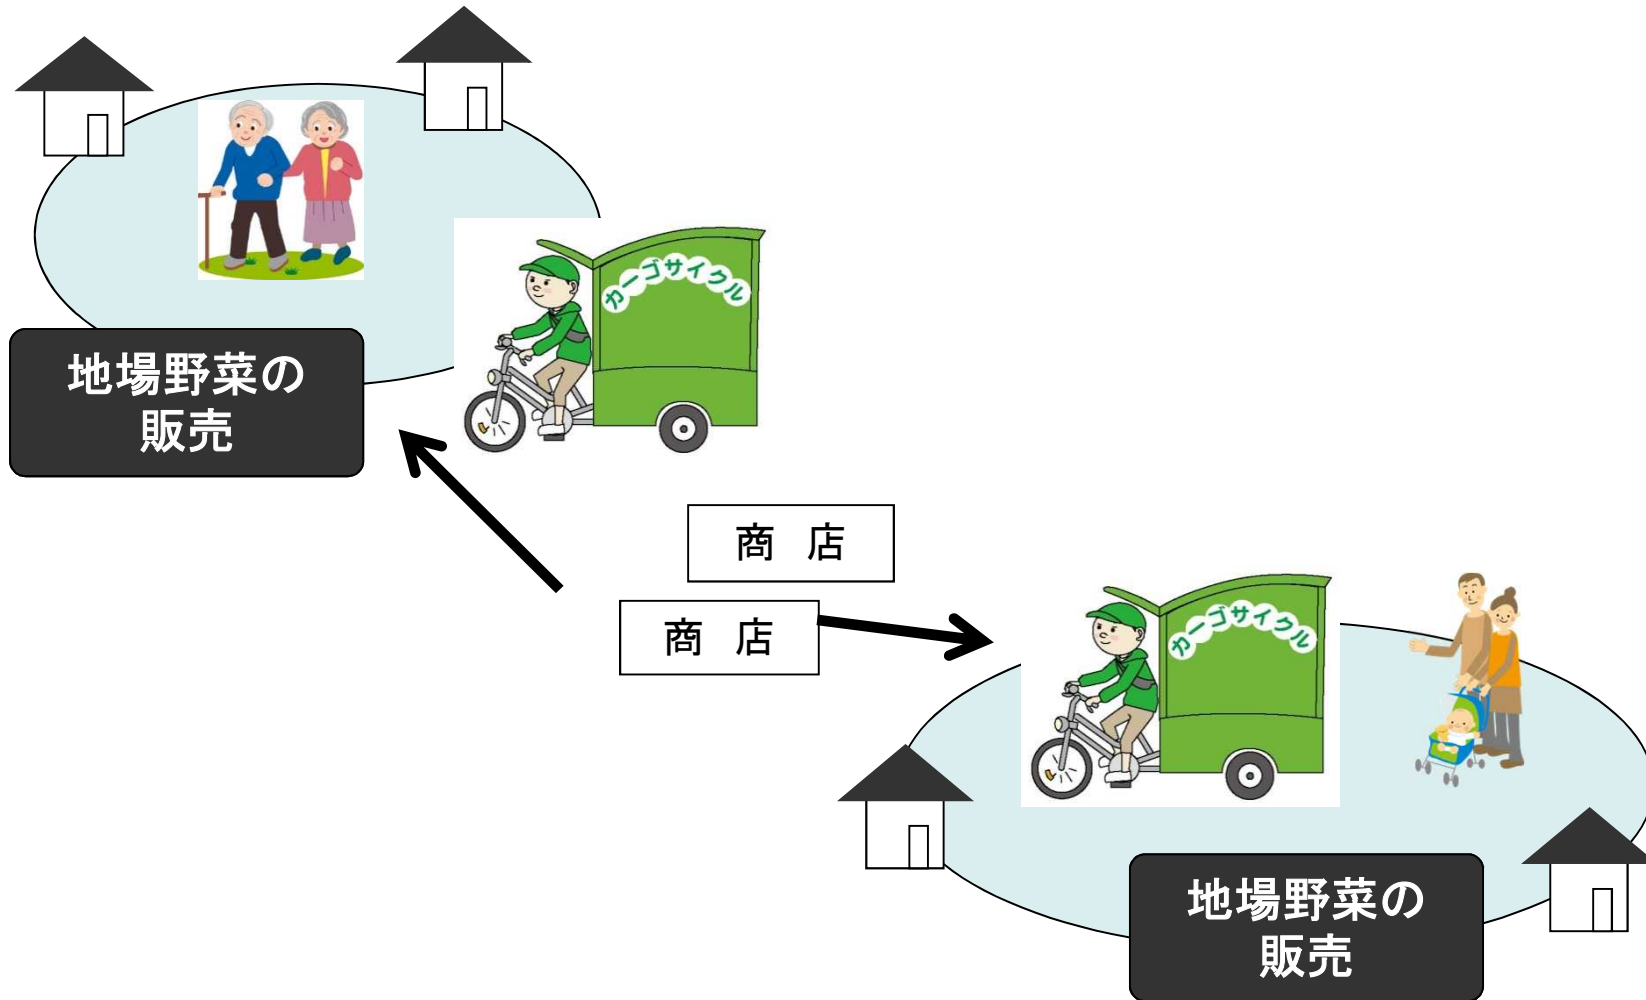 カーゴサイクル
地場野菜の
販売
商 店
商 店
カーゴサイクル
地場野菜の
販売